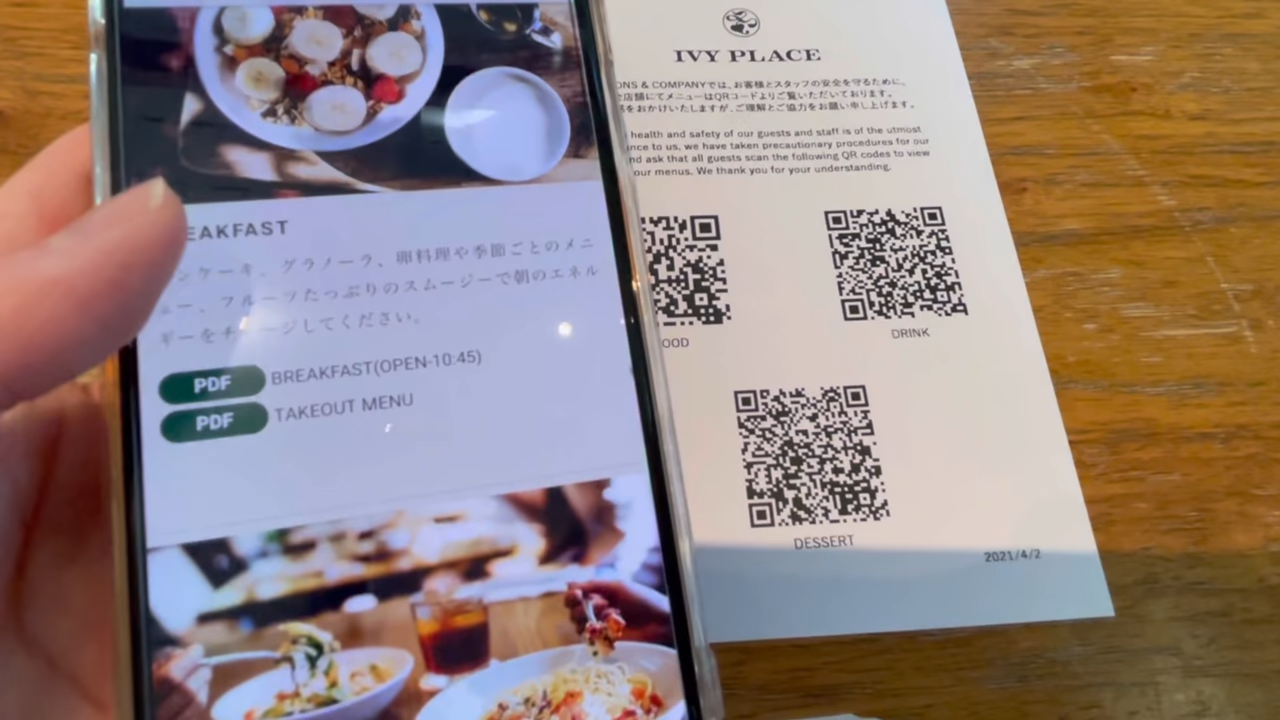 IVY PLACE
ONS & COMPANYでは、お客様とスタッフの安全を守るために、
全店舗にてメニューはQRコードよりご覧いただいております。
をおかけいたしますが、ご理解とご協力をお願い申し上げます。
health and safety of our guests and staff is of the utmost
nce to us, we have taken precautionary procedures for our
nd ask that all guests scan the following QR codes to view
our menus. We thank you for your understanding.
OOD
DRINK
DESSERT
2021/4/2
EAKFAST
ンケーキ、グラノーラ、卵料理や季節ごとのメニ
ュー、フルーツたっぷりのスムージーで朝のエネル
ギーをチャージしてください。
PDF BREAKFAST(OPEN-10:45)
PDF TAKEOUT MENU